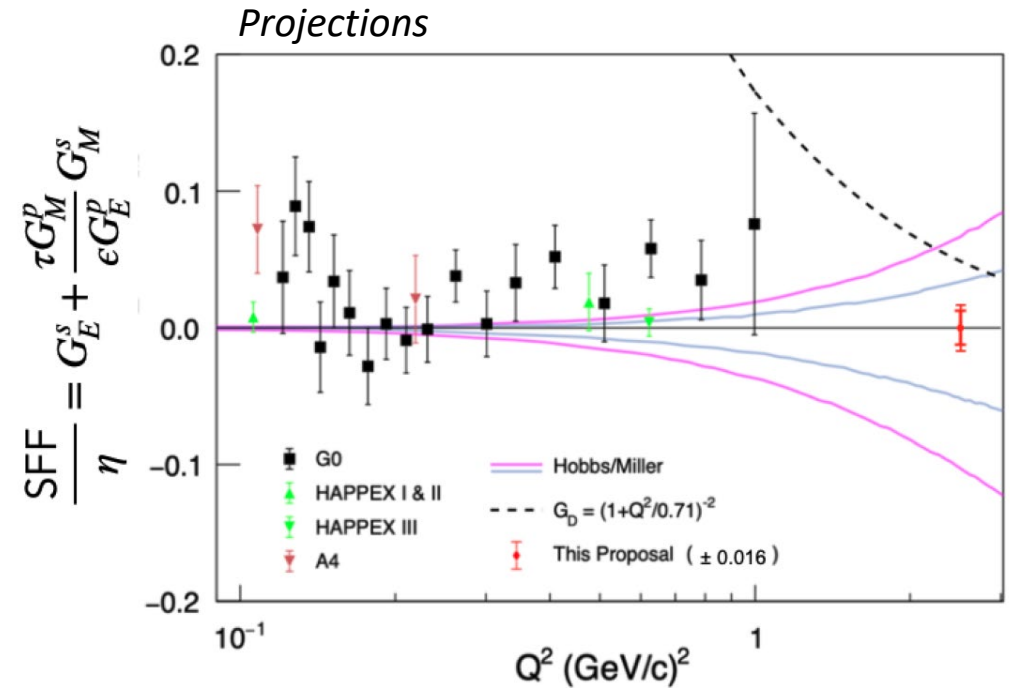 Projections
SFF/η = G_E^s + τG_M^p/ϵG_E^p G_M^s
0.2
0.1
0.0
−0.1
−0.2
G0
HAPPEX I & II
HAPPEX III
A4
Hobbs/Miller
G_D = (1+Q²/0.71)⁻²
This Proposal ( ± 0.016 )
10⁻¹
1
Q² (GeV/c)²